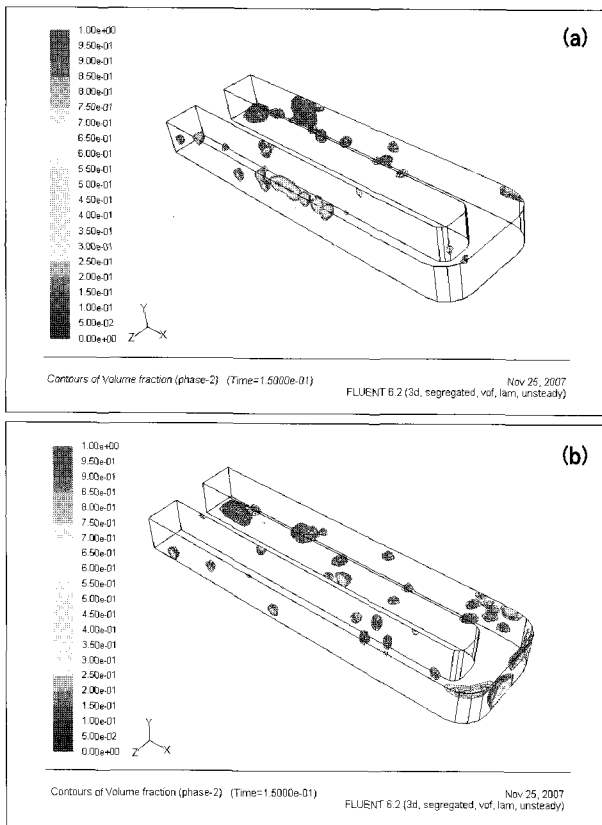 (a)
1.00e+00
9.50e-01
9.00e-01
8.50e-01
8.00e-01
7.50e-01
7.00e-01
6.50e-01
6.00e-01
5.50e-01
5.00e-01
4.50e-01
4.00e-01
3.50e-01
3.00e-01
2.50e-01
2.00e-01
1.50e-01
1.00e-01
5.00e-02
0.00e+00
Y
Z X
Contours of Volume fraction (phase-2) (Time=1.5000e-01)
Nov 25, 2007
FLUENT 6.2 (3d, segregated, vof, lam, unsteady)
(b)
1.00e+00
9.50e-01
9.00e-01
8.50e-01
8.00e-01
7.50e-01
7.00e-01
6.50e-01
6.00e-01
5.50e-01
5.00e-01
4.50e-01
4.00e-01
3.50e-01
3.00e-01
2.50e-01
2.00e-01
1.50e-01
1.00e-01
5.00e-02
0.00e+00
Y
Z X
Contours of Volume fraction (phase-2) (Time=1.5000e-01)
Nov 25, 2007
FLUENT 6.2 (3d, segregated, vof, lam, unsteady)